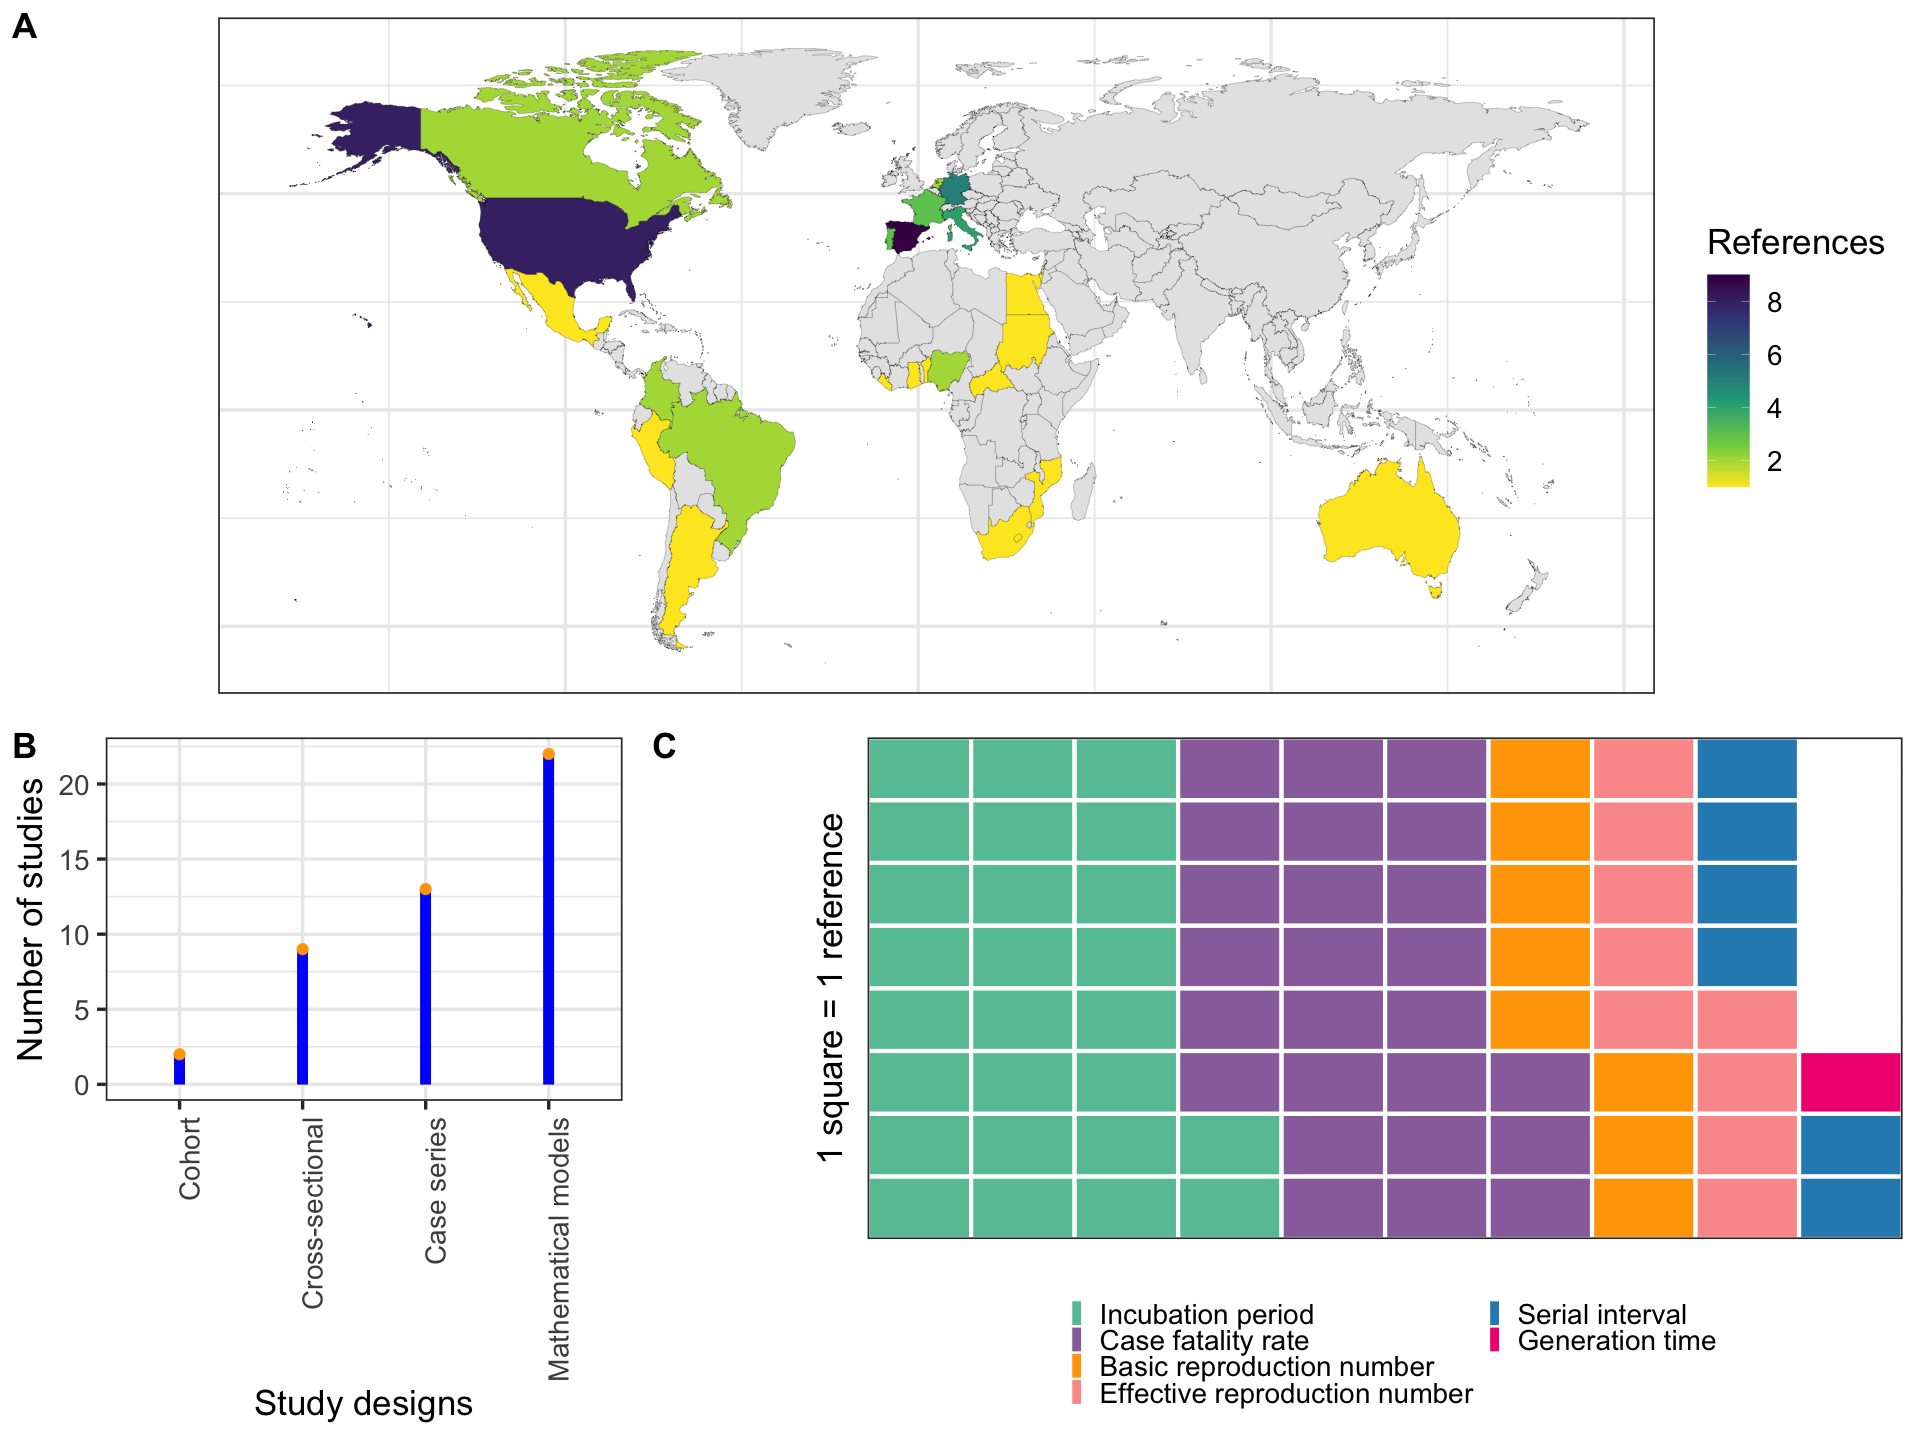 A
References
8
6
4
2
B
Number of studies
20
15
10
5
0
Cohort
Cross-sectional
Case series
Mathematical models
Study designs
C
1 square = 1 reference
Incubation period
Case fatality rate
Basic reproduction number
Effective reproduction number
Serial interval
Generation time